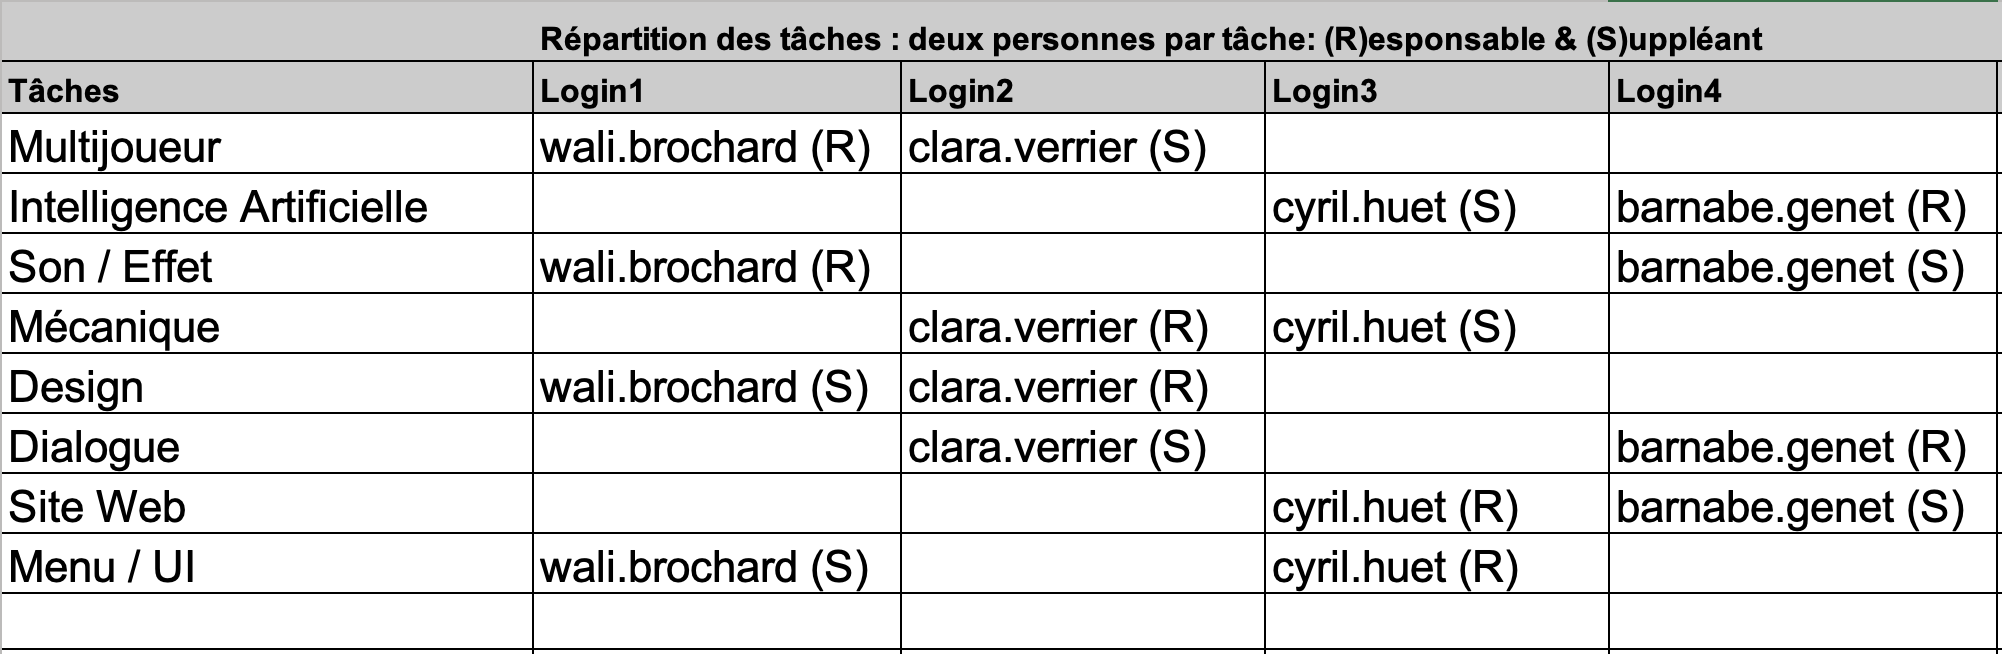 Répartition des tâches : deux personnes par tâche: (R)esponsable & (S)uppléant
Tâches Login1 Login2 Login3 Login4
Multijoueur wali.brochard (R) clara.verrier (S)
Intelligence Artificielle cyril.huet (S) barnabe.genet (R)
Son / Effet wali.brochard (R) barnabe.genet (S)
Mécanique clara.verrier (R) cyril.huet (S)
Design wali.brochard (S) clara.verrier (R)
Dialogue clara.verrier (S) barnabe.genet (R)
Site Web cyril.huet (R) barnabe.genet (S)
Menu / UI wali.brochard (S) cyril.huet (R)